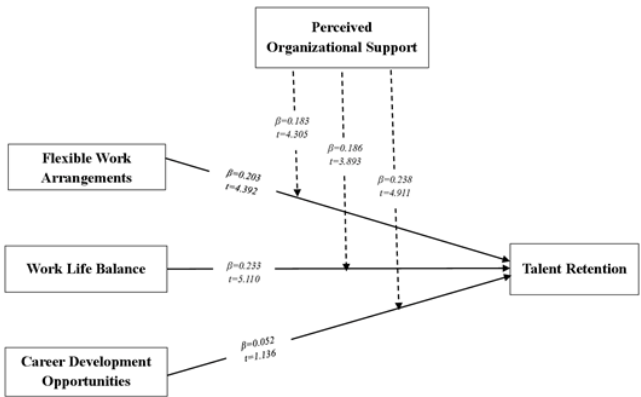 Perceived
Organizational Support
β=0.183
t=4.305
β=0.186
t=3.893
β=0.238
t=4.911
Flexible Work
Arrangements
β=0.203
t=4.392
Work Life Balance
β=0.233
t=5.110
Talent Retention
Career Development
Opportunities
β=0.052
t=1.136